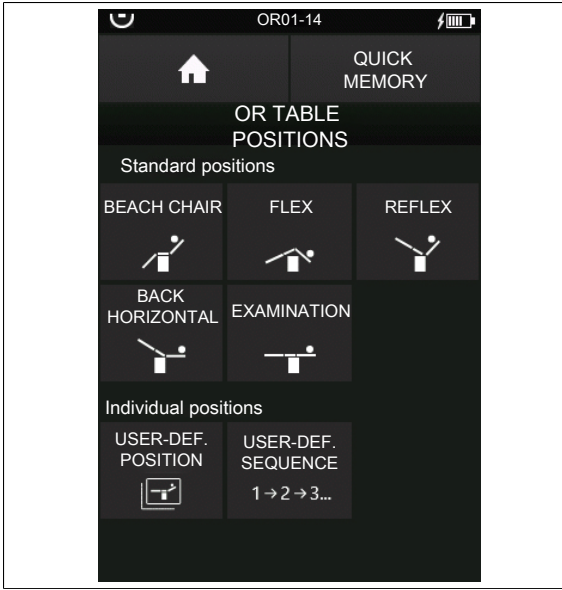 OR01-14
QUICK
MEMORY
OR TABLE
POSITIONS
Standard positions
BEACH CHAIR FLEX REFLEX
BACK
HORIZONTAL EXAMINATION
Individual positions
USER-DEF.
POSITION
USER-DEF.
SEQUENCE
1→2→3...